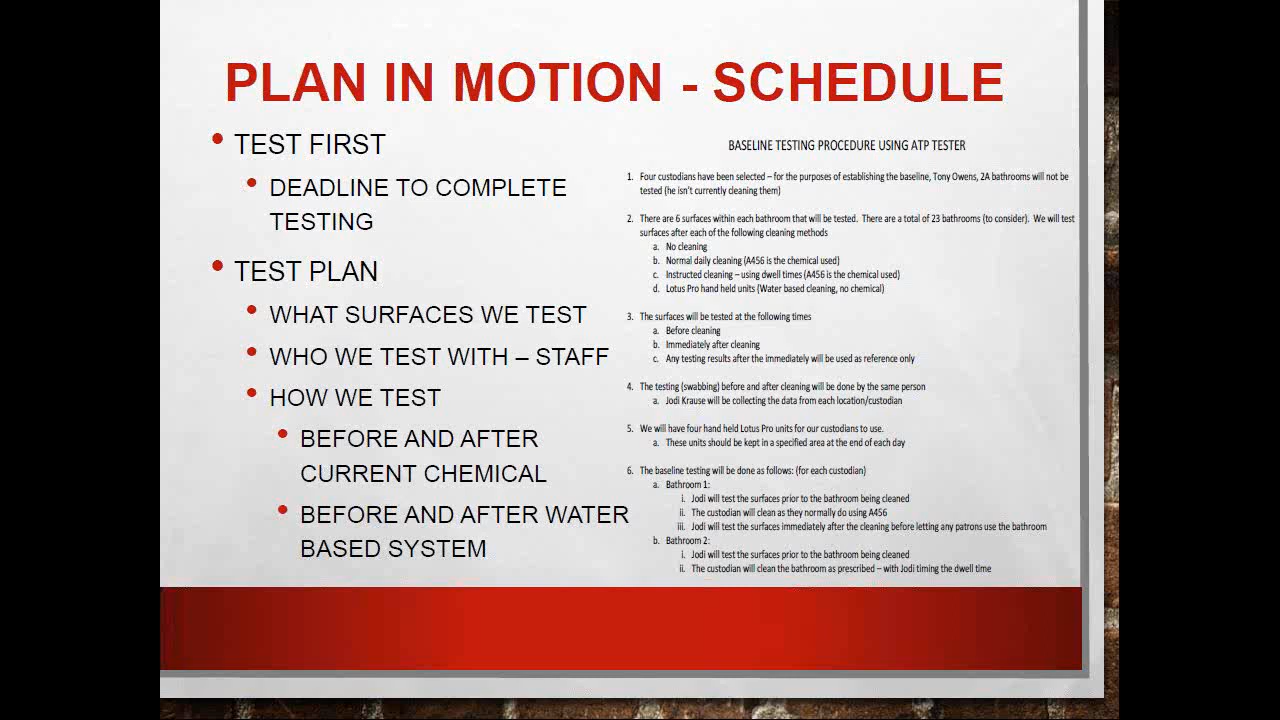 PLAN IN MOTION - SCHEDULE
• TEST FIRST
• DEADLINE TO COMPLETE
TESTING
• TEST PLAN
• WHAT SURFACES WE TEST
• WHO WE TEST WITH – STAFF
• HOW WE TEST
• BEFORE AND AFTER
CURRENT CHEMICAL
• BEFORE AND AFTER WATER
BASED SYSTEM
BASELINE TESTING PROCEDURE USING ATP TESTER
1. Four custodians have been selected – for the purposes of establishing the baseline, Tony Owens, 2A bathrooms will not be
tested (he isn't currently cleaning them)
2. There are 6 surfaces within each bathroom that will be tested. There are a total of 23 bathrooms (to consider). We will test
surfaces after each of the following cleaning methods
a. No cleaning
b. Normal daily cleaning (A456 is the chemical used)
c. Instructed cleaning – using dwell times (A456 is the chemical used)
d. Lotus Pro hand held units (Water based cleaning, no chemical)
3. The surfaces will be tested at the following times
a. Before cleaning
b. Immediately after cleaning
c. Any testing results after the immediately will be used as reference only
4. The testing (swabbing) before and after cleaning will be done by the same person
a. Jodi Krause will be collecting the data from each location/custodian
5. We will have four hand held Lotus Pro units for our custodians to use.
a. These units should be kept in a specified area at the end of each day
6. The baseline testing will be done as follows: (for each custodian)
a. Bathroom 1:
i. Jodi will test the surfaces prior to the bathroom being cleaned
ii. The custodian will clean as they normally do using A456
iii. Jodi will test the surfaces immediately after the cleaning before letting any patrons use the bathroom
b. Bathroom 2:
i. Jodi will test the surfaces prior to the bathroom being cleaned
ii. The custodian will clean the bathroom as prescribed – with Jodi timing the dwell time